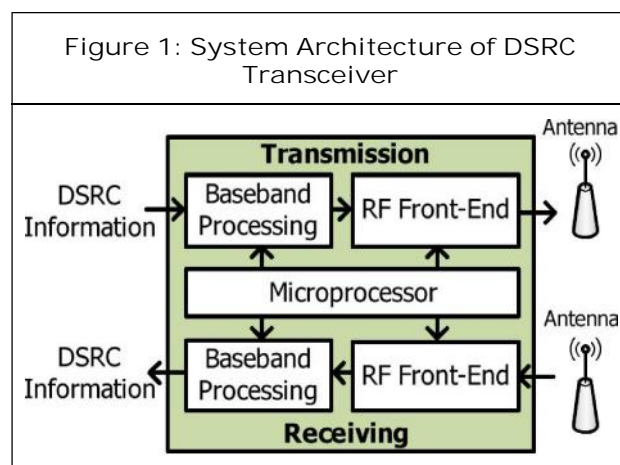 Figure 1: System Architecture of DSRC
Transceiver
Transmission
Antenna
DSRC
Information
Baseband
Processing
RF Front-End
Microprocessor
Antenna
DSRC
Information
Baseband
Processing
RF Front-End
Receiving